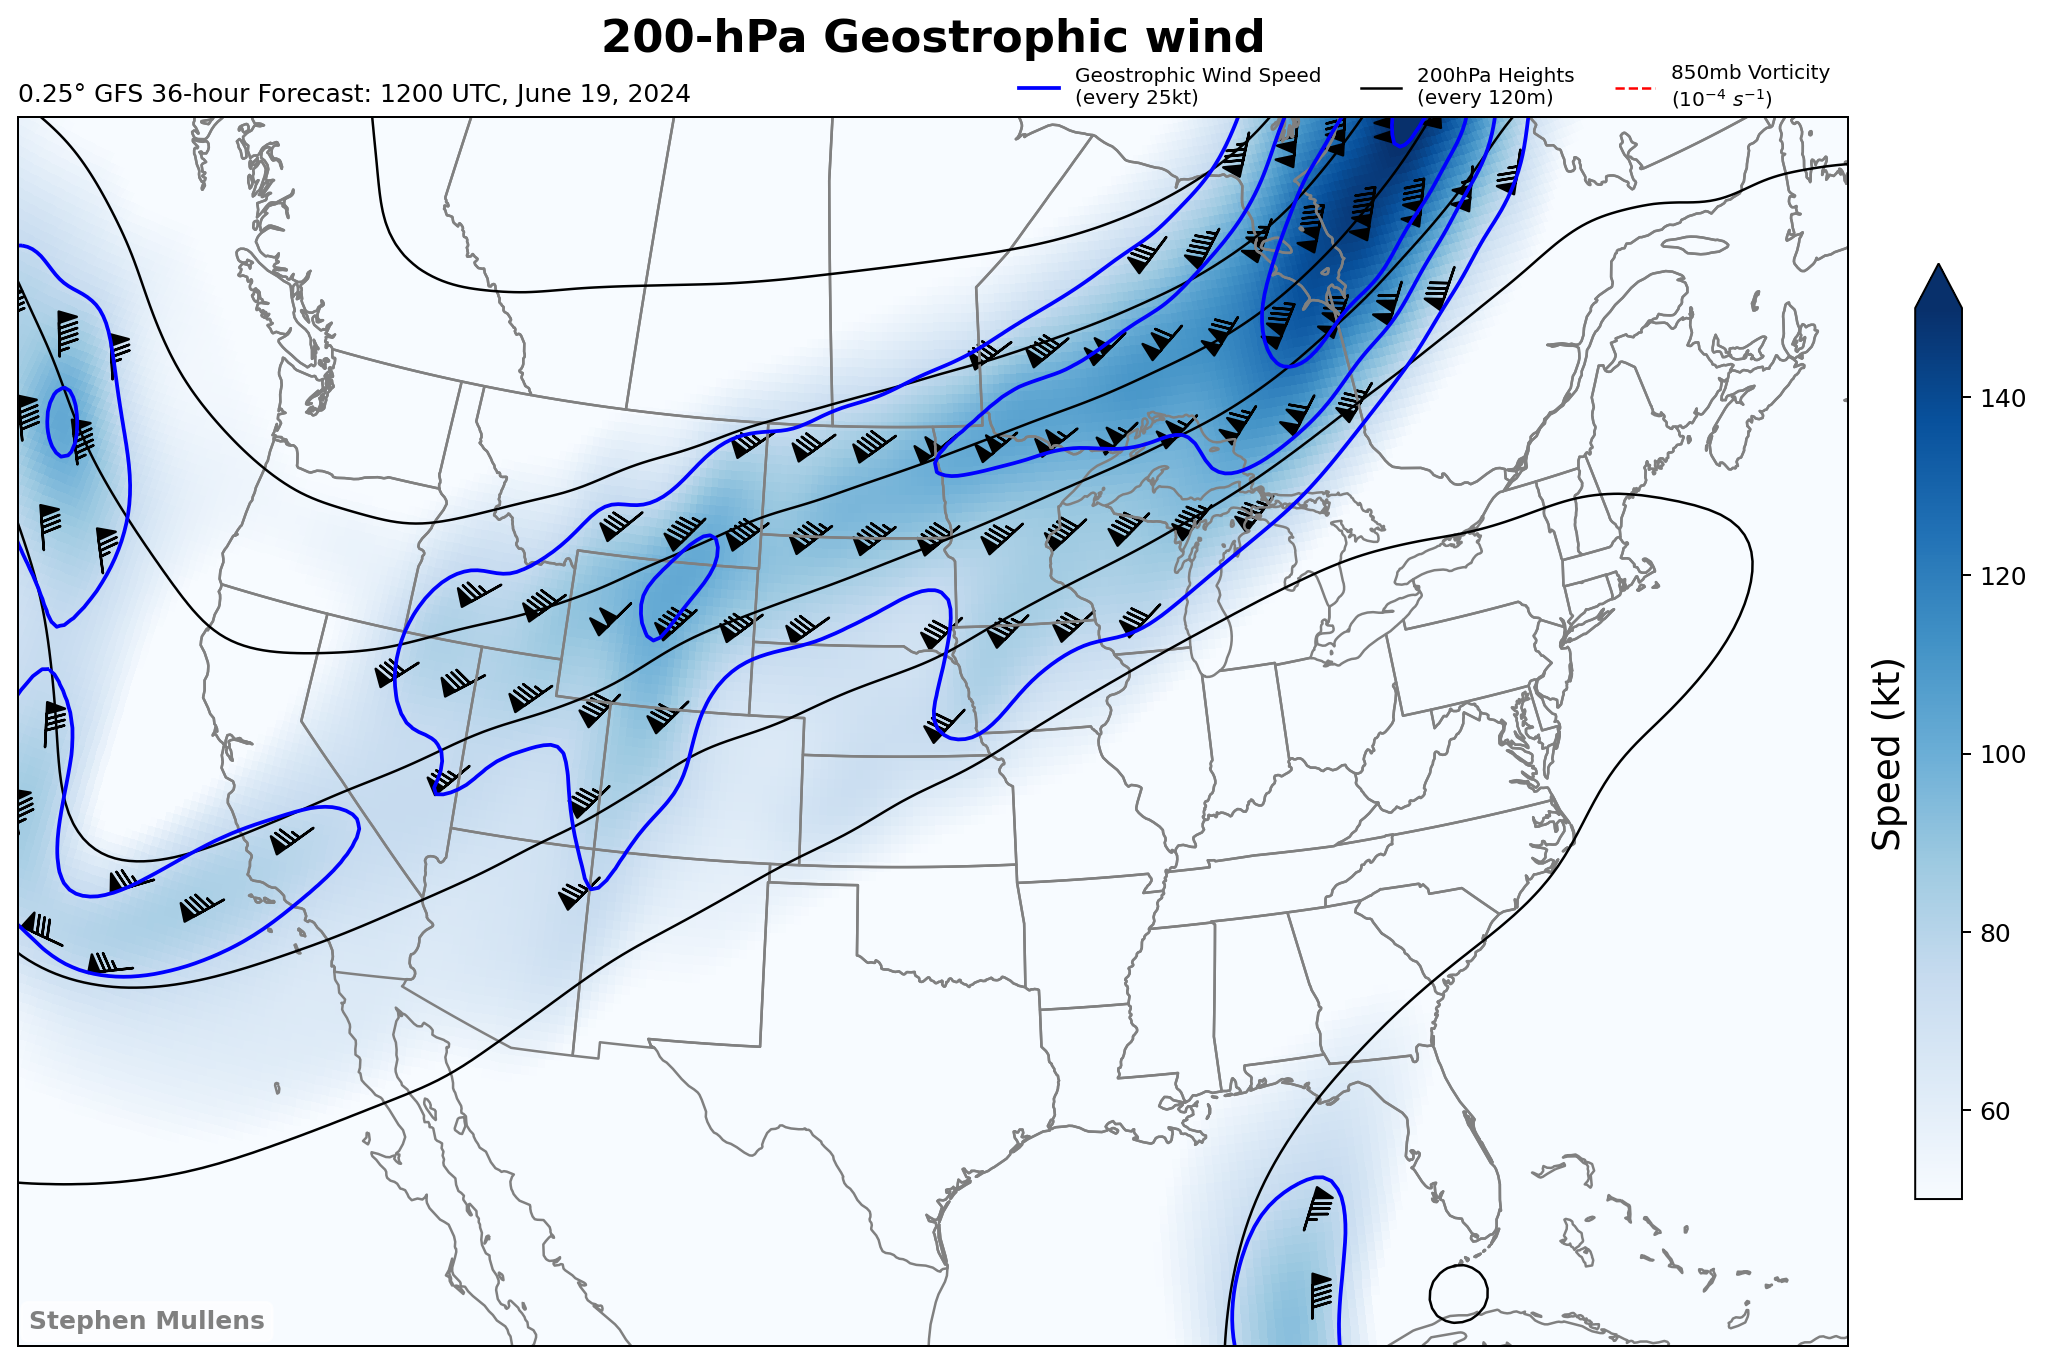 200-hPa Geostrophic wind
0.25° GFS 36-hour Forecast: 1200 UTC, June 19, 2024
Geostrophic Wind Speed
(every 25kt)
200hPa Heights
(every 120m)
850mb Vorticity
(10⁻⁴ s⁻¹)
140
120
100
80
60
Speed (kt)
Stephen Mullens